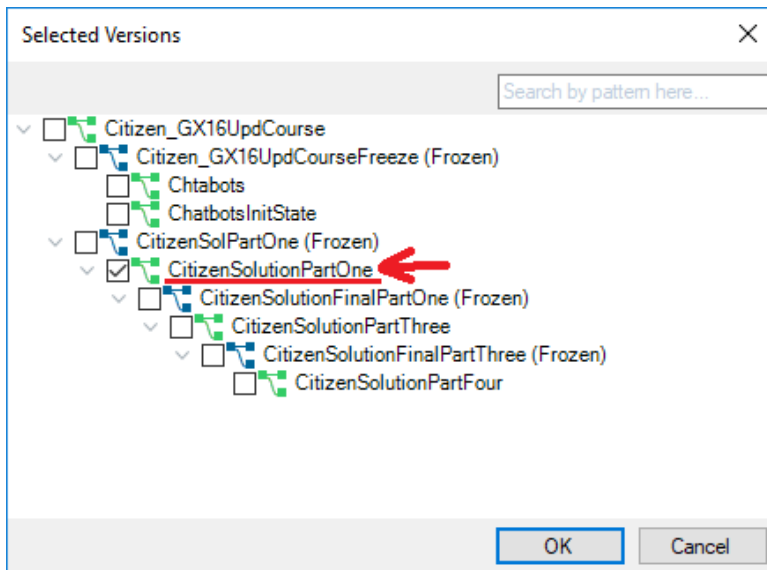 Selected Versions
Search by pattern here...
Citizen_GX16UpdCourse
Citizen_GX16UpdCourseFreeze (Frozen)
Chtabots
ChatbotsInitState
CitizenSolPartOne (Frozen)
CitizenSolutionPartOne
CitizenSolutionFinalPartOne (Frozen)
CitizenSolutionPartThree
CitizenSolutionFinalPartThree (Frozen)
CitizenSolutionPartFour
OK Cancel